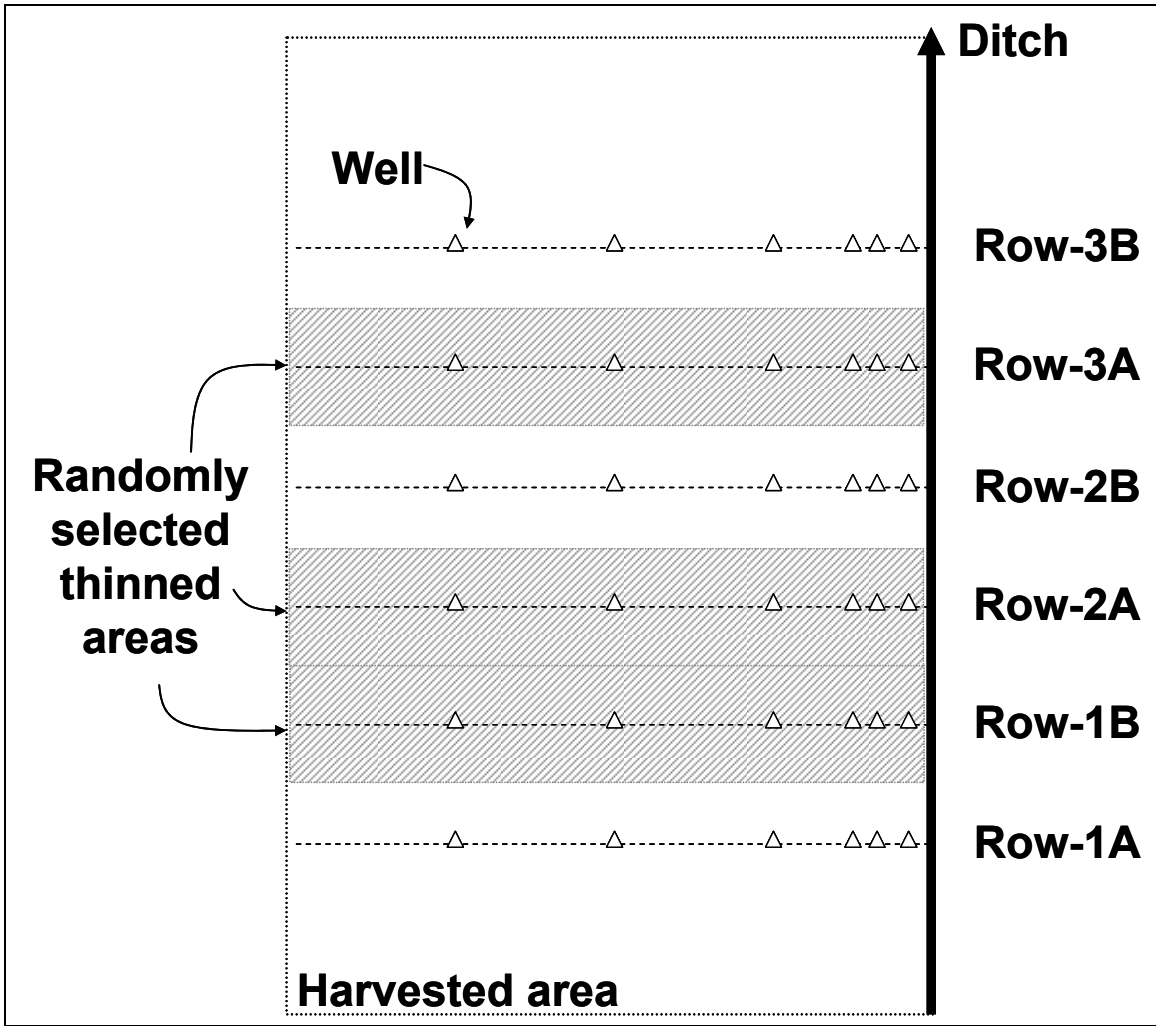 Ditch
Well
Row-3B
Row-3A
Row-2B
Randomly
selected
thinned
areas
Row-2A
Row-1B
Row-1A
Harvested area